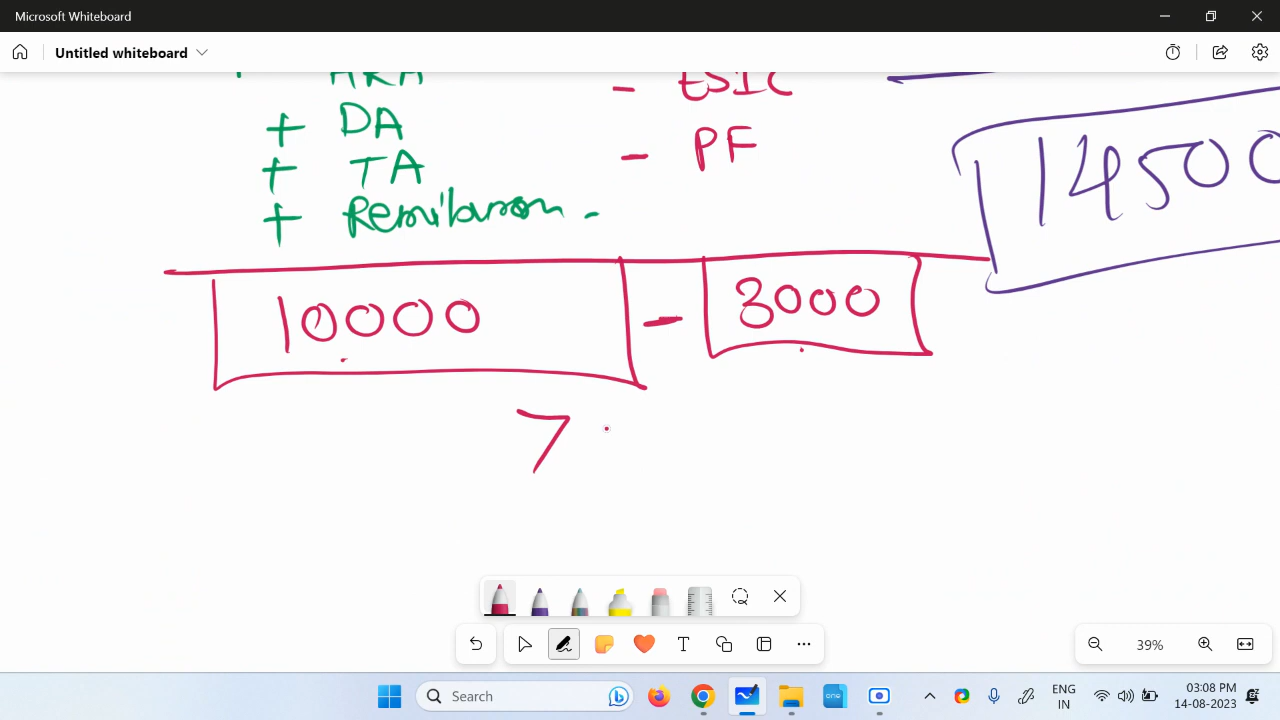 Microsoft Whiteboard
Untitled whiteboard
- ESIC
+ DA
- PF
+ TA
+
14500
10000 - 3000
7
39%
Search
ENG
IN
03:08 PM
14-08-2023